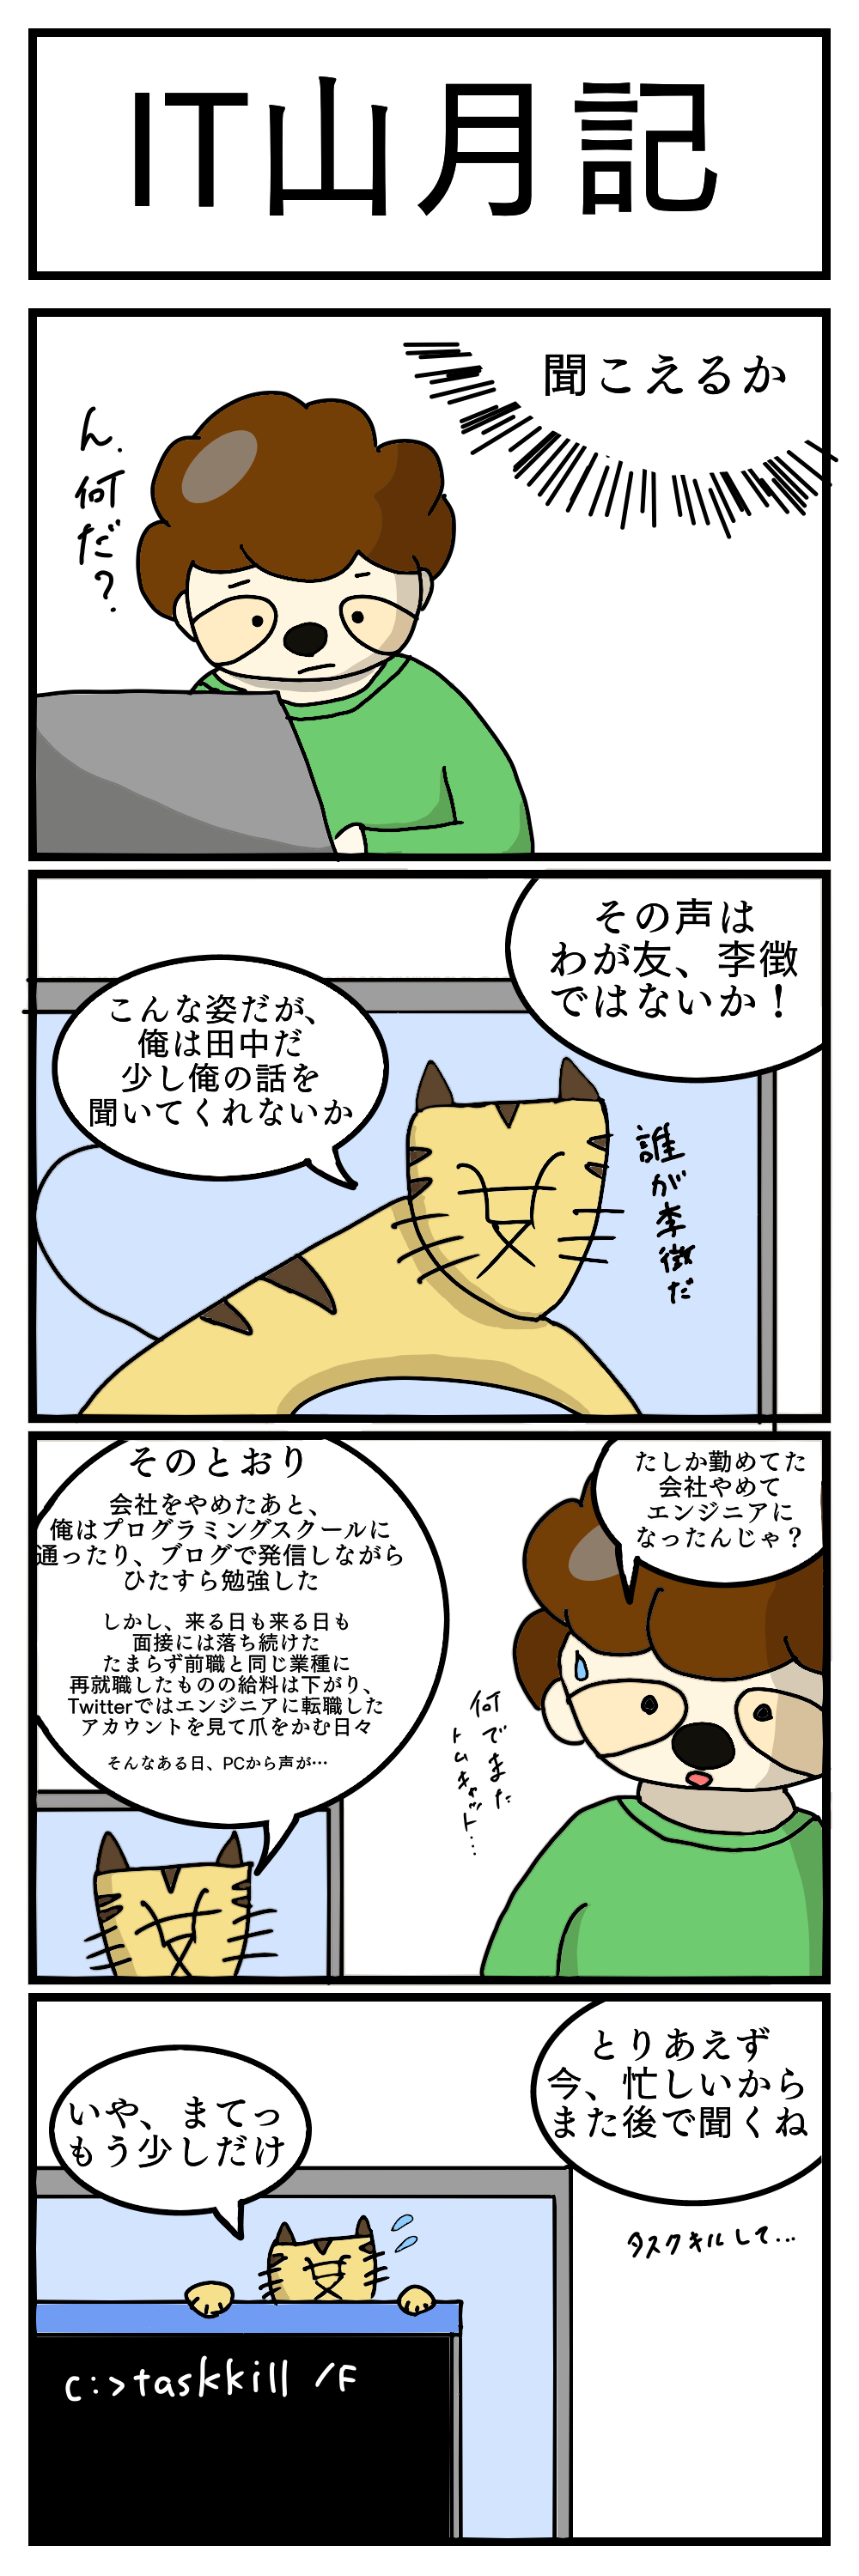 IT山月記
聞こえるか
ん、
何
だ?
その声は
わが友、李徴
ではないか！
こんな姿だが、
俺は田中だ
少し俺の話を
聞いてくれないか
誰が李徴だ
たしか勤めてた
会社やめて
エンジニアに
なったんじゃ？
そのとおり
会社をやめたあと、
俺はプログラミングスクールに
通ったり、ブログで発信しながら
ひたすら勉強した
しかし、来る日も来る日も
面接には落ち続けた
たまらず前職と同じ業種に
再就職したものの給料は下がり、
Twitterではエンジニアに転職した
アカウントを見て爪をかむ日々
そんなある日、PCから声が…
何でまた
トムキャット…
とりあえず
今、忙しいから
また後で聞くね
いや、まてっ
もう少しだけ
タスクキルして…
c:>taskkill /F